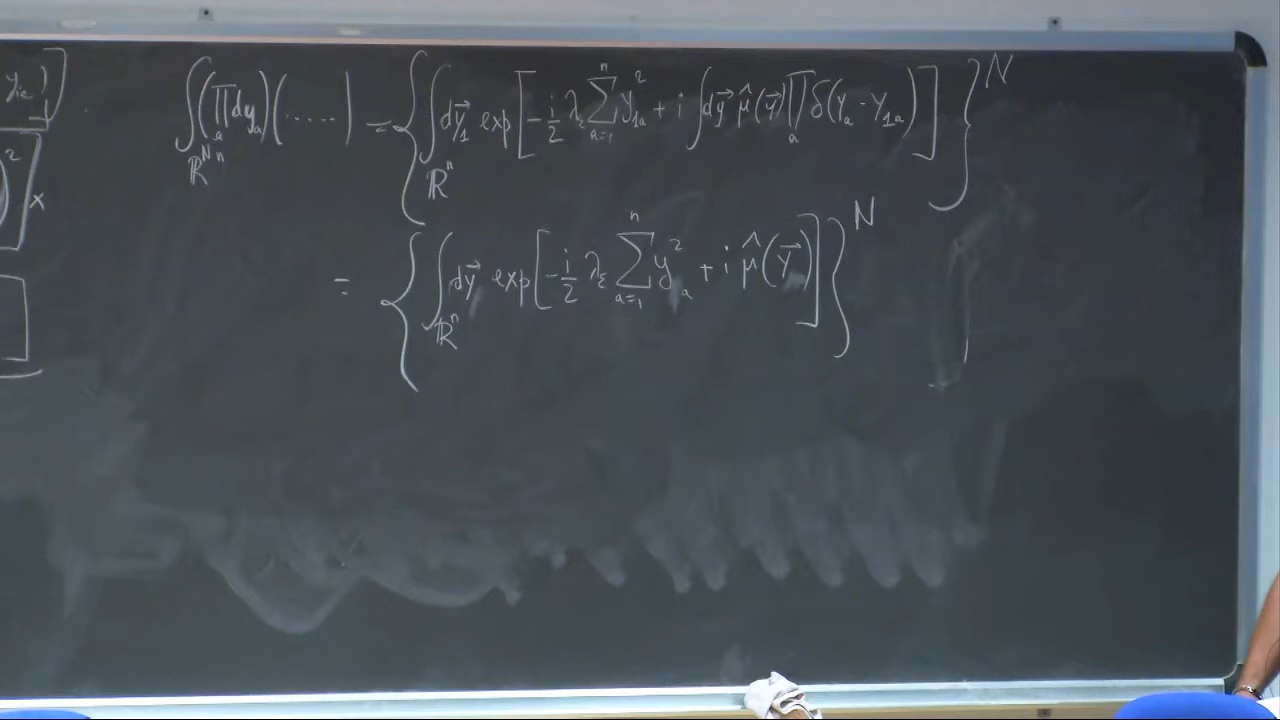 ∫_{ℝ^{Nn}} (∏_a dy_a)(.....) = { ∫_{ℝ^n} dy⃗_1 exp[ -i/2 λ_ε ∑_{a=1}^{n} y_{1a}^2 + i ∫ dy⃗ μ̂(y⃗) ∏_a δ(y_a - y_{1a}) ] }^N
= { ∫_{ℝ^n} dy⃗ exp[ -i/2 λ_ε ∑_{a=1}^{n} y_a^2 + i μ̂(y⃗) ] }^N